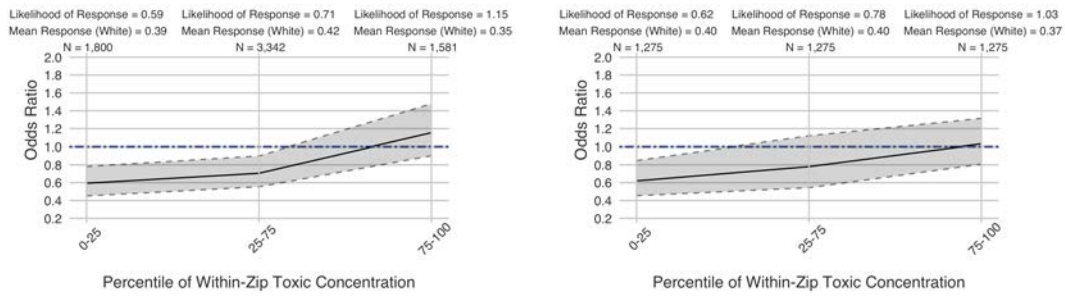 Likelihood of Response = 0.59 Likelihood of Response = 0.71 Likelihood of Response = 1.15
Mean Response (White) = 0.39 Mean Response (White) = 0.42 Mean Response (White) = 0.35
N = 1,800 N = 3,342 N = 1,581
2.0
1.8
1.6
1.4
1.2
1.0
0.8
0.6
0.4
0.2
Odds Ratio
0-25 25-75 75-100
Percentile of Within-Zip Toxic Concentration
Likelihood of Response = 0.62 Likelihood of Response = 0.78 Likelihood of Response = 1.03
Mean Response (White) = 0.40 Mean Response (White) = 0.40 Mean Response (White) = 0.37
N = 1,275 N = 1,275 N = 1,275
2.0
1.8
1.6
1.4
1.2
1.0
0.8
0.6
0.4
0.2
Odds Ratio
0-25 25-75 75-100
Percentile of Within-Zip Toxic Concentration